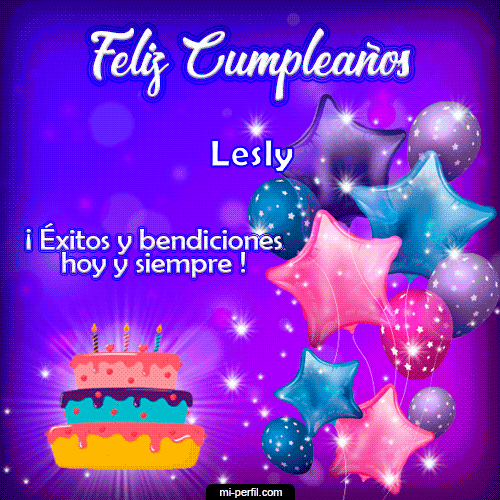 Feliz Cumpleaños
Lesly
¡ Éxitos y bendiciones
hoy y siempre !
mi-perfil.com